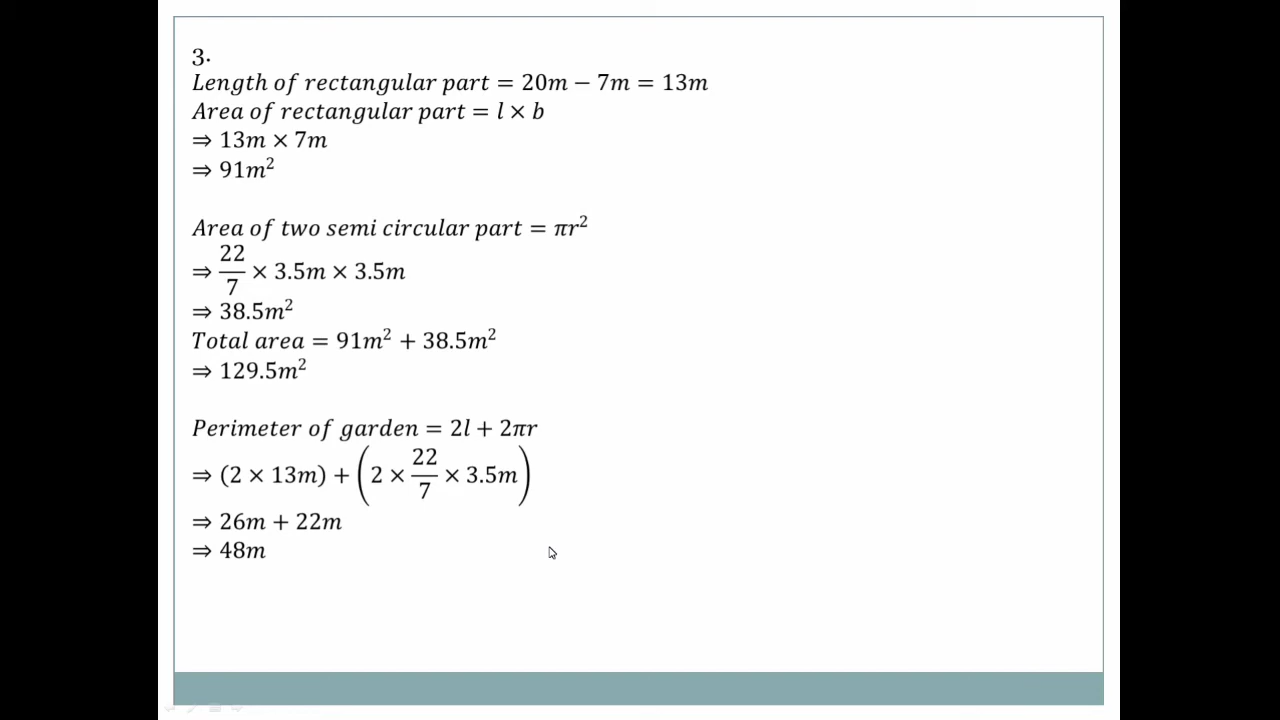 3.
Length of rectangular part = 20m − 7m = 13m
Area of rectangular part = l × b
⇒ 13m × 7m
⇒ 91m²
Area of two semi circular part = πr²
⇒ 22/7 × 3.5m × 3.5m
⇒ 38.5m²
Total area = 91m² + 38.5m²
⇒ 129.5m²
Perimeter of garden = 2l + 2πr
⇒ (2 × 13m) + (2 × 22/7 × 3.5m)
⇒ 26m + 22m
⇒ 48m